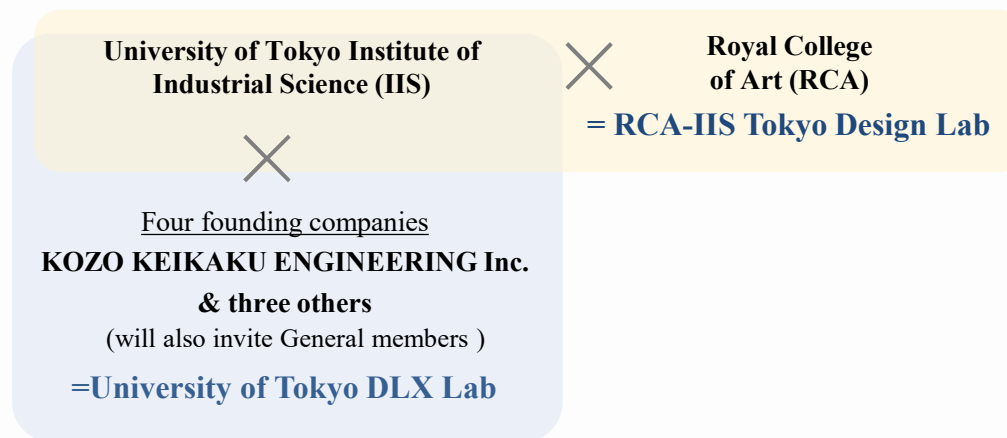 University of Tokyo Institute of
Industrial Science (IIS)
Royal College
of Art (RCA)
= RCA-IIS Tokyo Design Lab
Four founding companies
KOZO KEIKAKU ENGINEERING Inc.
& three others
(will also invite General members )
=University of Tokyo DLX Lab